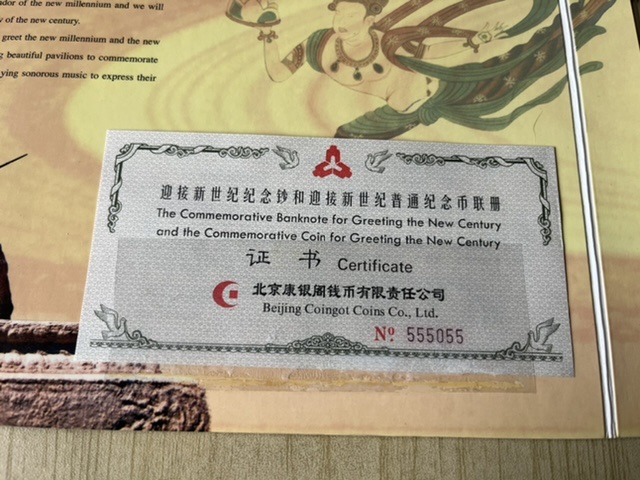 dor of the new millennium and we will
y of the new century.
greet the new millennium and the new
g beautiful pavilions to commemorate
ying sonorous music to express their
迎接新世纪纪念钞和迎接新世纪普通纪念币联册
The Commemorative Banknote for Greeting the New Century
and the Commemorative Coin for Greeting the New Century
证 书 Certificate
北京康银阁钱币有限责任公司
Beijing Coingot Coins Co., Ltd.
Nº 555055